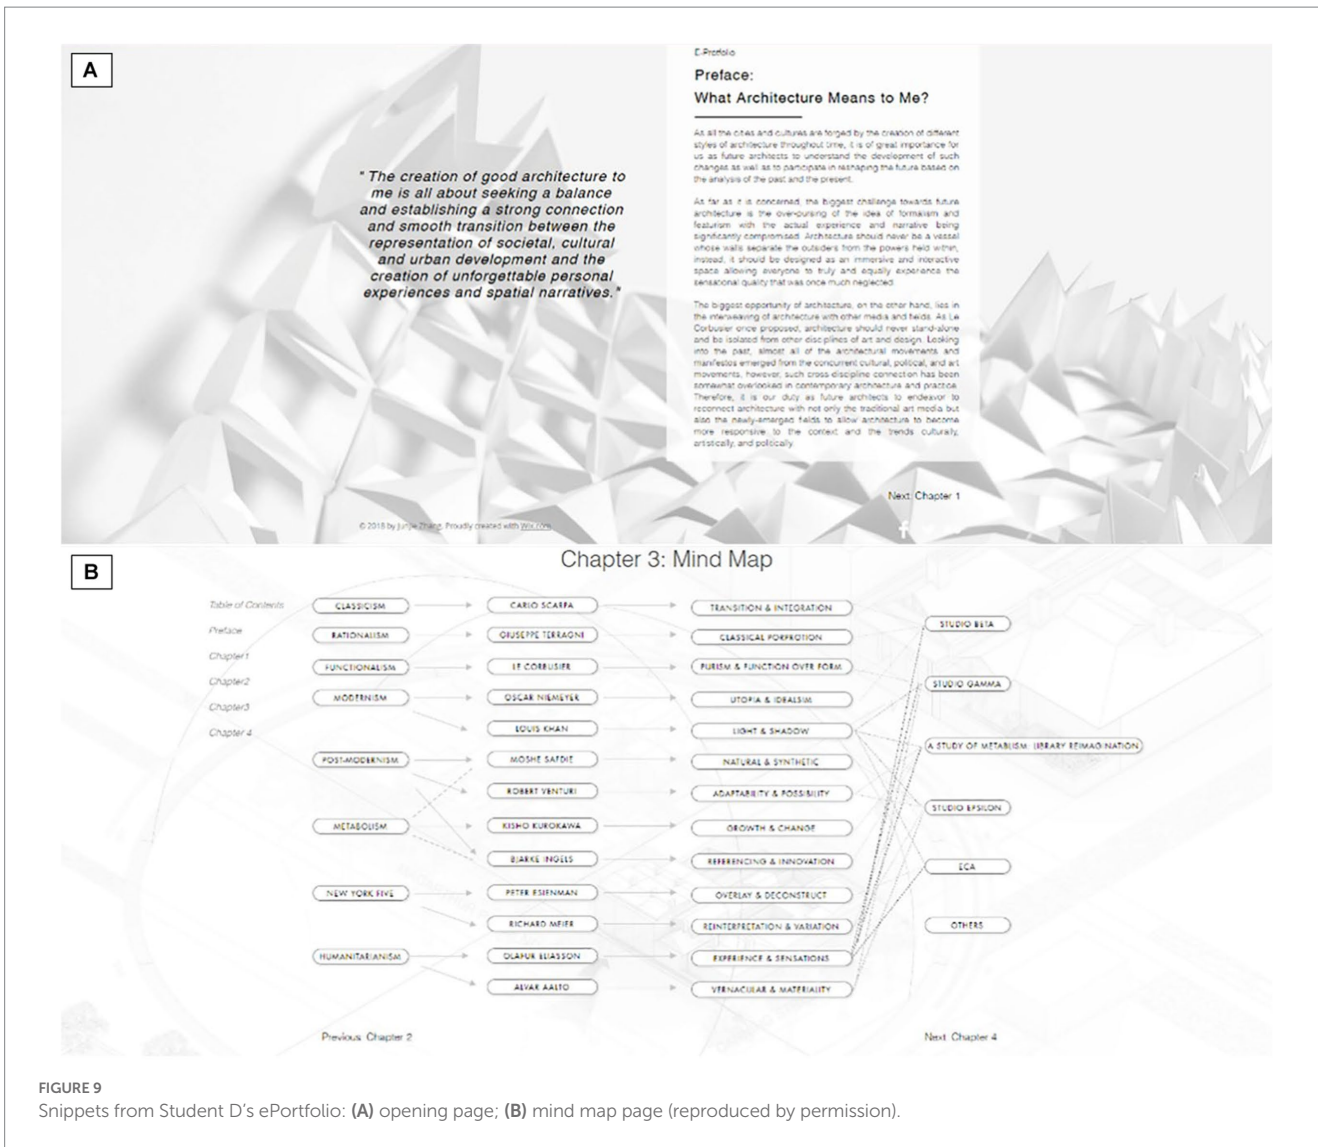 A
E-Protfolio
Preface:
What Architecture Means to Me?
As all the cities and cultures are forged by the creation of different
styles of architecture throughout time, it is of great importance for
us as future architects to understand the development of such
changes as well as to participate in reshaping the future based on
the analysis of the past and the present.
As far as it is concerned, the biggest challenge towards future
architecture is the over-pursing of the idea of formalism and
featurism with the actual experience and narrative being
significantly compromised. Architecture should never be a vessel
whose walls separate the outsiders from the powers held within,
instead, it should be designed as an immersive and interactive
space allowing everyone to truly and equally experience the
sensational quality that was once much neglected.
The biggest opportunity of architecture, on the other hand, lies in
the interweaving of architecture with other media and fields. As Le
Corbusier once proposed, architecture should never stand-alone
and be isolated from other disciplines of art and design. Looking
into the past, almost all of the architectural movements and
manifestos emerged from the concurrent cultural, political, and art
movements, however, such cross discipline connection has been
somewhat overlooked in contemporary architecture and practice.
Therefore, it is our duty as future architects to endeavor to
reconnect architecture with not only the traditional art media but
also the newly-emerged fields to allow architecture to become
more responsive to the context and the trends culturally,
artistically, and politically.
" The creation of good architecture to
me is all about seeking a balance
and establishing a strong connection
and smooth transition between the
representation of societal, cultural
and urban development and the
creation of unforgettable personal
experiences and spatial narratives."
Next: Chapter 1
© 2018 by Junjie Zhang. Proudly created with Wix.com
f
B
Chapter 3: Mind Map
Table of Contents
Preface
Chapter1
Chapter2
Chapter3
Chapter 4
CLASSICISM
RATIONALISM
FUNCTIONALISM
MODERNISM
POST-MODERNISM
METABOLISM
NEW YORK FIVE
HUMANITARIANISM
CARLO SCARPA
GIUSEPPE TERRAGNI
LE CORBUSIER
OSCAR NIEMEYER
LOUIS KHAN
MOSHE SAFDIE
ROBERT VENTURI
KISHO KUROKAWA
BJARKE INGELS
PETER ESIENMAN
RICHARD MEIER
OLAFUR ELIASSON
ALVAR AALTO
TRANSITION & INTEGRATION
CLASSICAL PORPROTION
PURISM & FUNCTION OVER FORM
UTOPIA & IDEALSIM
LIGHT & SHADOW
NATURAL & SYNTHETIC
ADAPTABILITY & POSSIBILITY
GROWTH & CHANGE
REFERENCING & INNOVATION
OVERLAY & DECONSTRUCT
REINTERPRETATION & VARIATION
EXPERIENCE & SENSATIONS
VERNACULAR & MATERIALITY
STUDIO BETA
STUDIO GAMMA
A STUDY OF METABLISM: LIBRARY REIMAGINATION
STUDIO EPSILON
ECA
OTHERS
Previous: Chapter 2
Next: Chapter 4
FIGURE 9
Snippets from Student D's ePortfolio: (A) opening page; (B) mind map page (reproduced by permission).